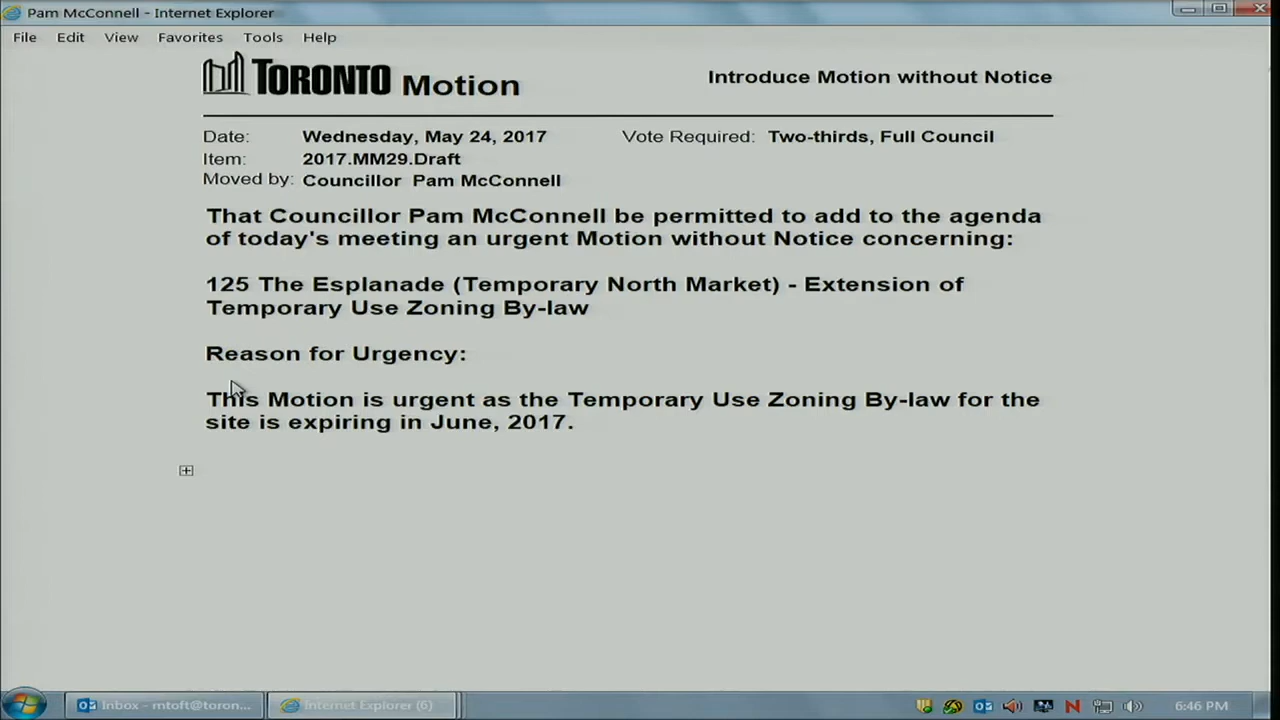 Pam McConnell - Internet Explorer
File Edit View Favorites Tools Help
TORONTO Motion Introduce Motion without Notice
Date: Wednesday, May 24, 2017 Vote Required: Two-thirds, Full Council
Item: 2017.MM29.Draft
Moved by: Councillor Pam McConnell
That Councillor Pam McConnell be permitted to add to the agenda
of today's meeting an urgent Motion without Notice concerning:
125 The Esplanade (Temporary North Market) - Extension of
Temporary Use Zoning By-law
Reason for Urgency:
This Motion is urgent as the Temporary Use Zoning By-law for the
site is expiring in June, 2017.
Inbox - mtoft@toron... Internet Explorer (6) 6:46 PM